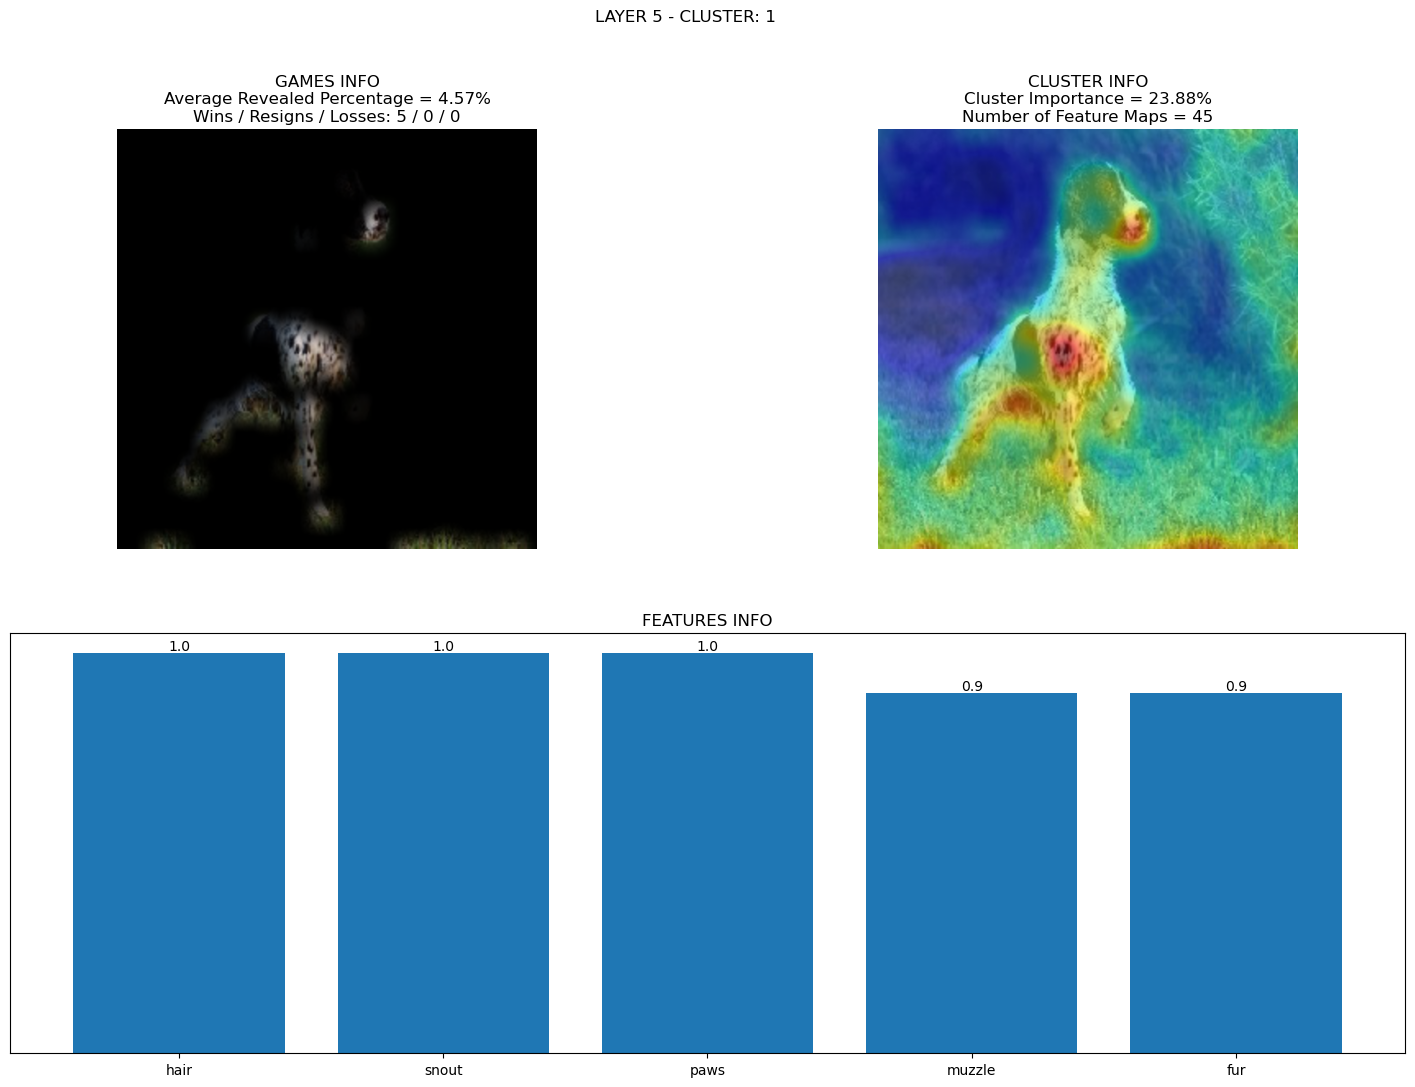 LAYER 5 - CLUSTER: 1
GAMES INFO
Average Revealed Percentage = 4.57%
Wins / Resigns / Losses: 5 / 0 / 0
CLUSTER INFO
Cluster Importance = 23.88%
Number of Feature Maps = 45
FEATURES INFO
1.0 1.0 1.0 0.9 0.9
hair snout paws muzzle fur